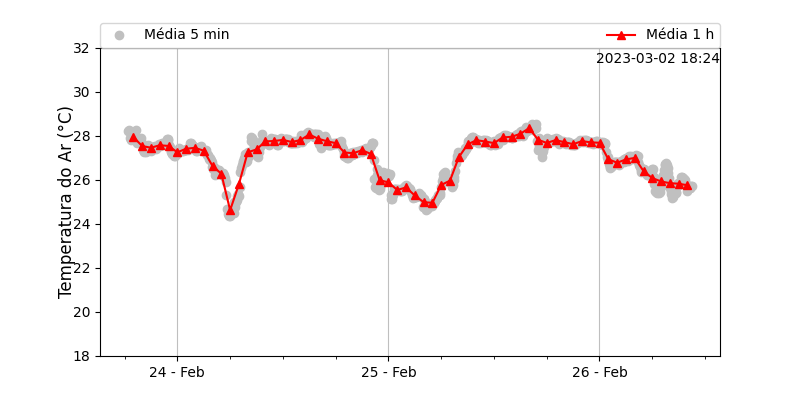 Média 5 min
Média 1 h
2023-03-02 18:24
Temperatura do Ar (°C)
32
30
28
26
24
22
20
18
24 - Feb
25 - Feb
26 - Feb